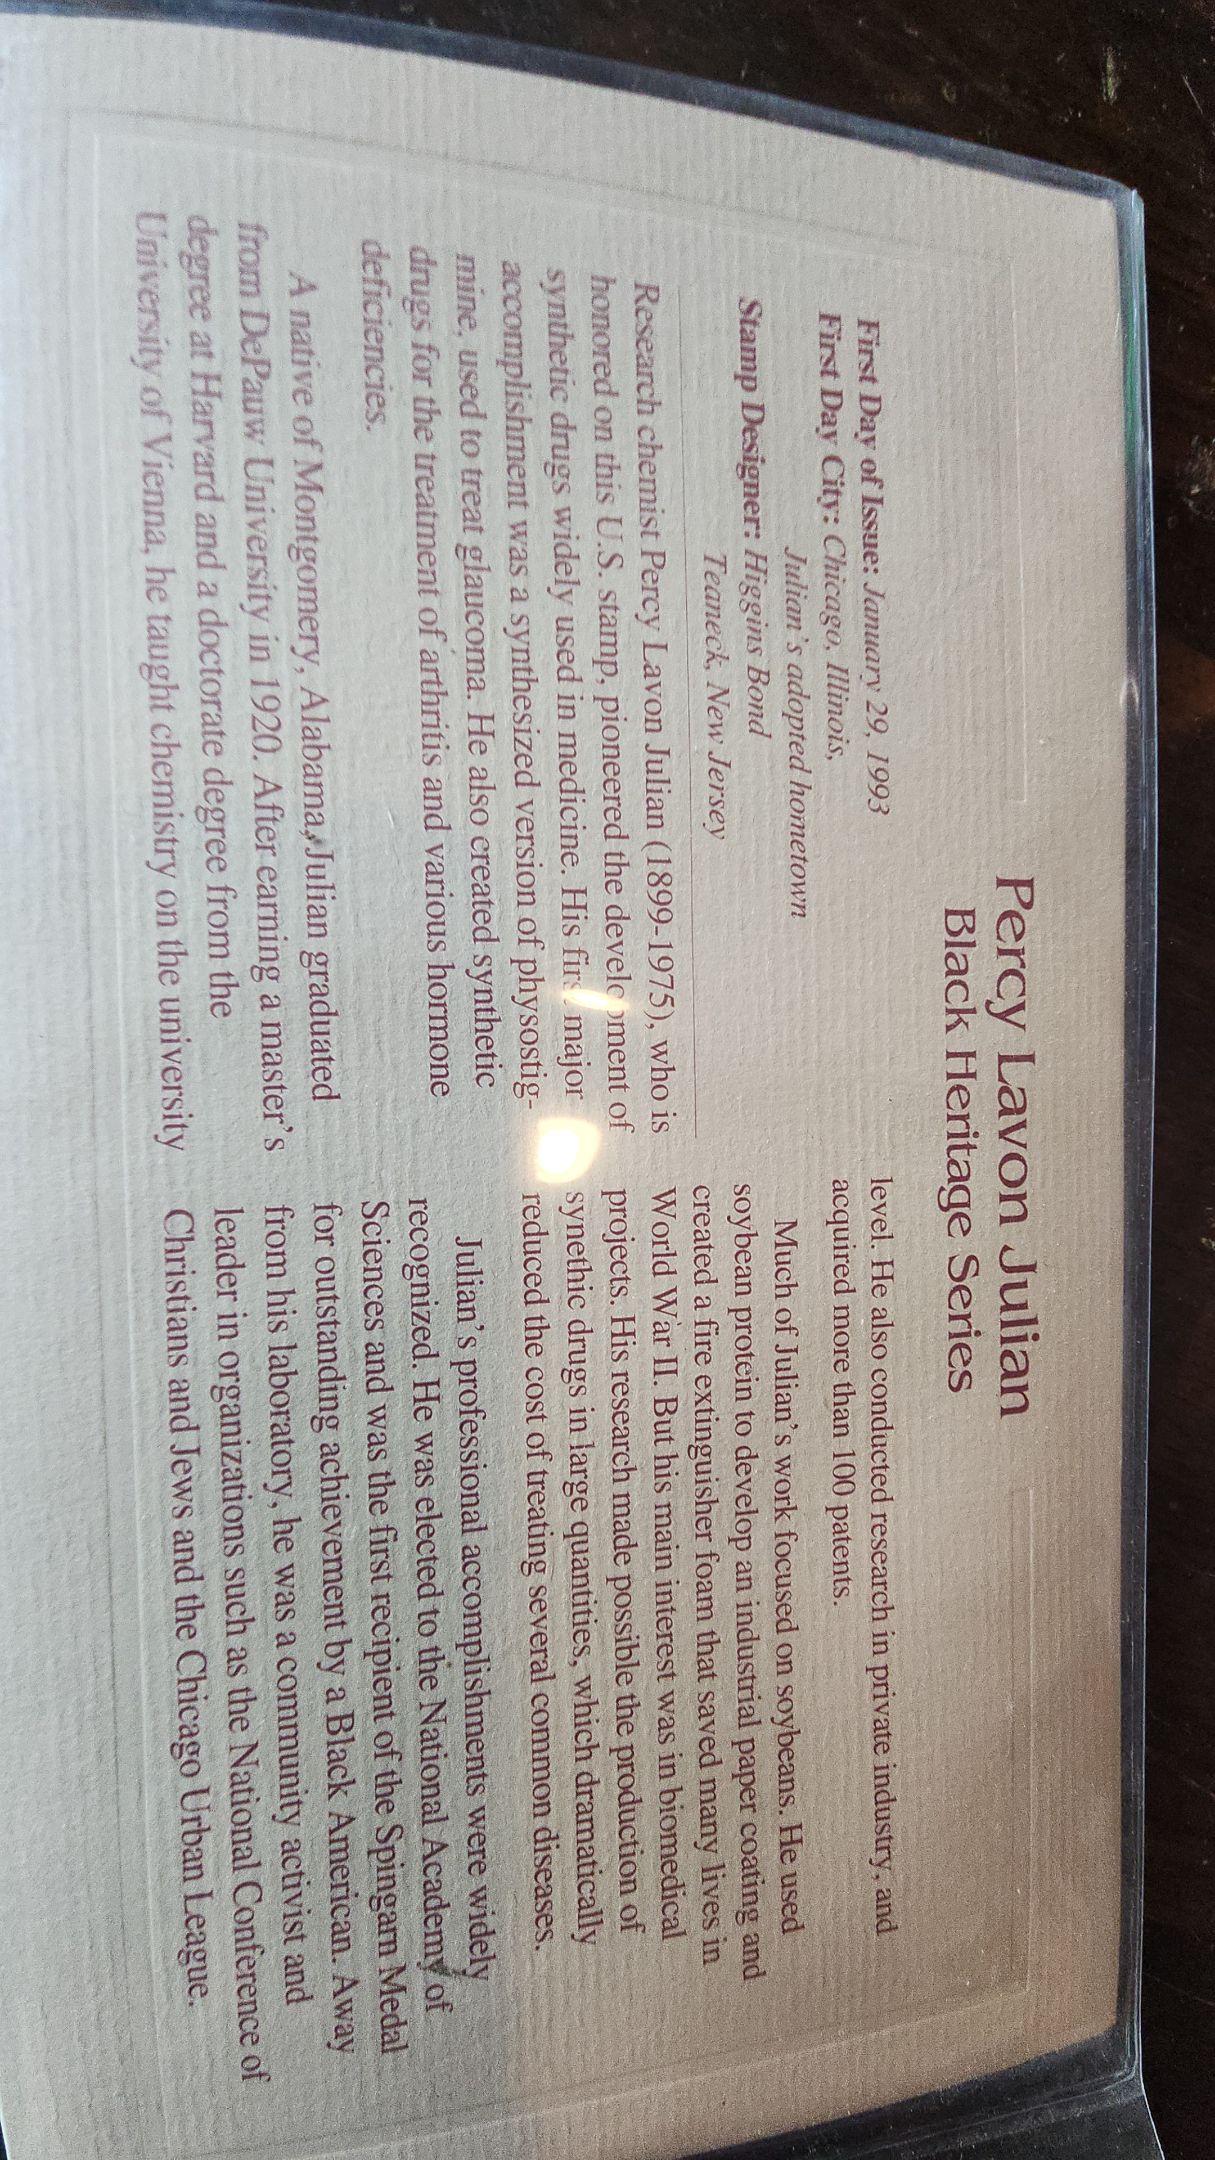 Percy Lavon Julian
Black Heritage Series
First Day of Issue: January 29, 1993
First Day City: Chicago, Illinois,
Julian's adopted hometown
Stamp Designer: Higgins Bond
Teaneck, New Jersey
Research chemist Percy Lavon Julian (1899-1975), who is
honored on this U.S. stamp, pioneered the development of
synthetic drugs widely used in medicine. His first major
accomplishment was a synthesized version of physostig-
mine, used to treat glaucoma. He also created synthetic
drugs for the treatment of arthritis and various hormone
deficiencies.
A native of Montgomery, Alabama, Julian graduated
from DePauw University in 1920. After earning a master's
degree at Harvard and a doctorate degree from the
University of Vienna, he taught chemistry on the university
level. He also conducted research in private industry, and
acquired more than 100 patents.
Much of Julian's work focused on soybeans. He used
soybean protein to develop an industrial paper coating and
created a fire extinguisher foam that saved many lives in
World War II. But his main interest was in biomedical
projects. His research made possible the production of
synethic drugs in large quantities, which dramatically
reduced the cost of treating several common diseases.
Julian's professional accomplishments were widely
recognized. He was elected to the National Academy of
Sciences and was the first recipient of the Spingarn Medal
for outstanding achievement by a Black American. Away
from his laboratory, he was a community activist and
leader in organizations such as the National Conference of
Christians and Jews and the Chicago Urban League.